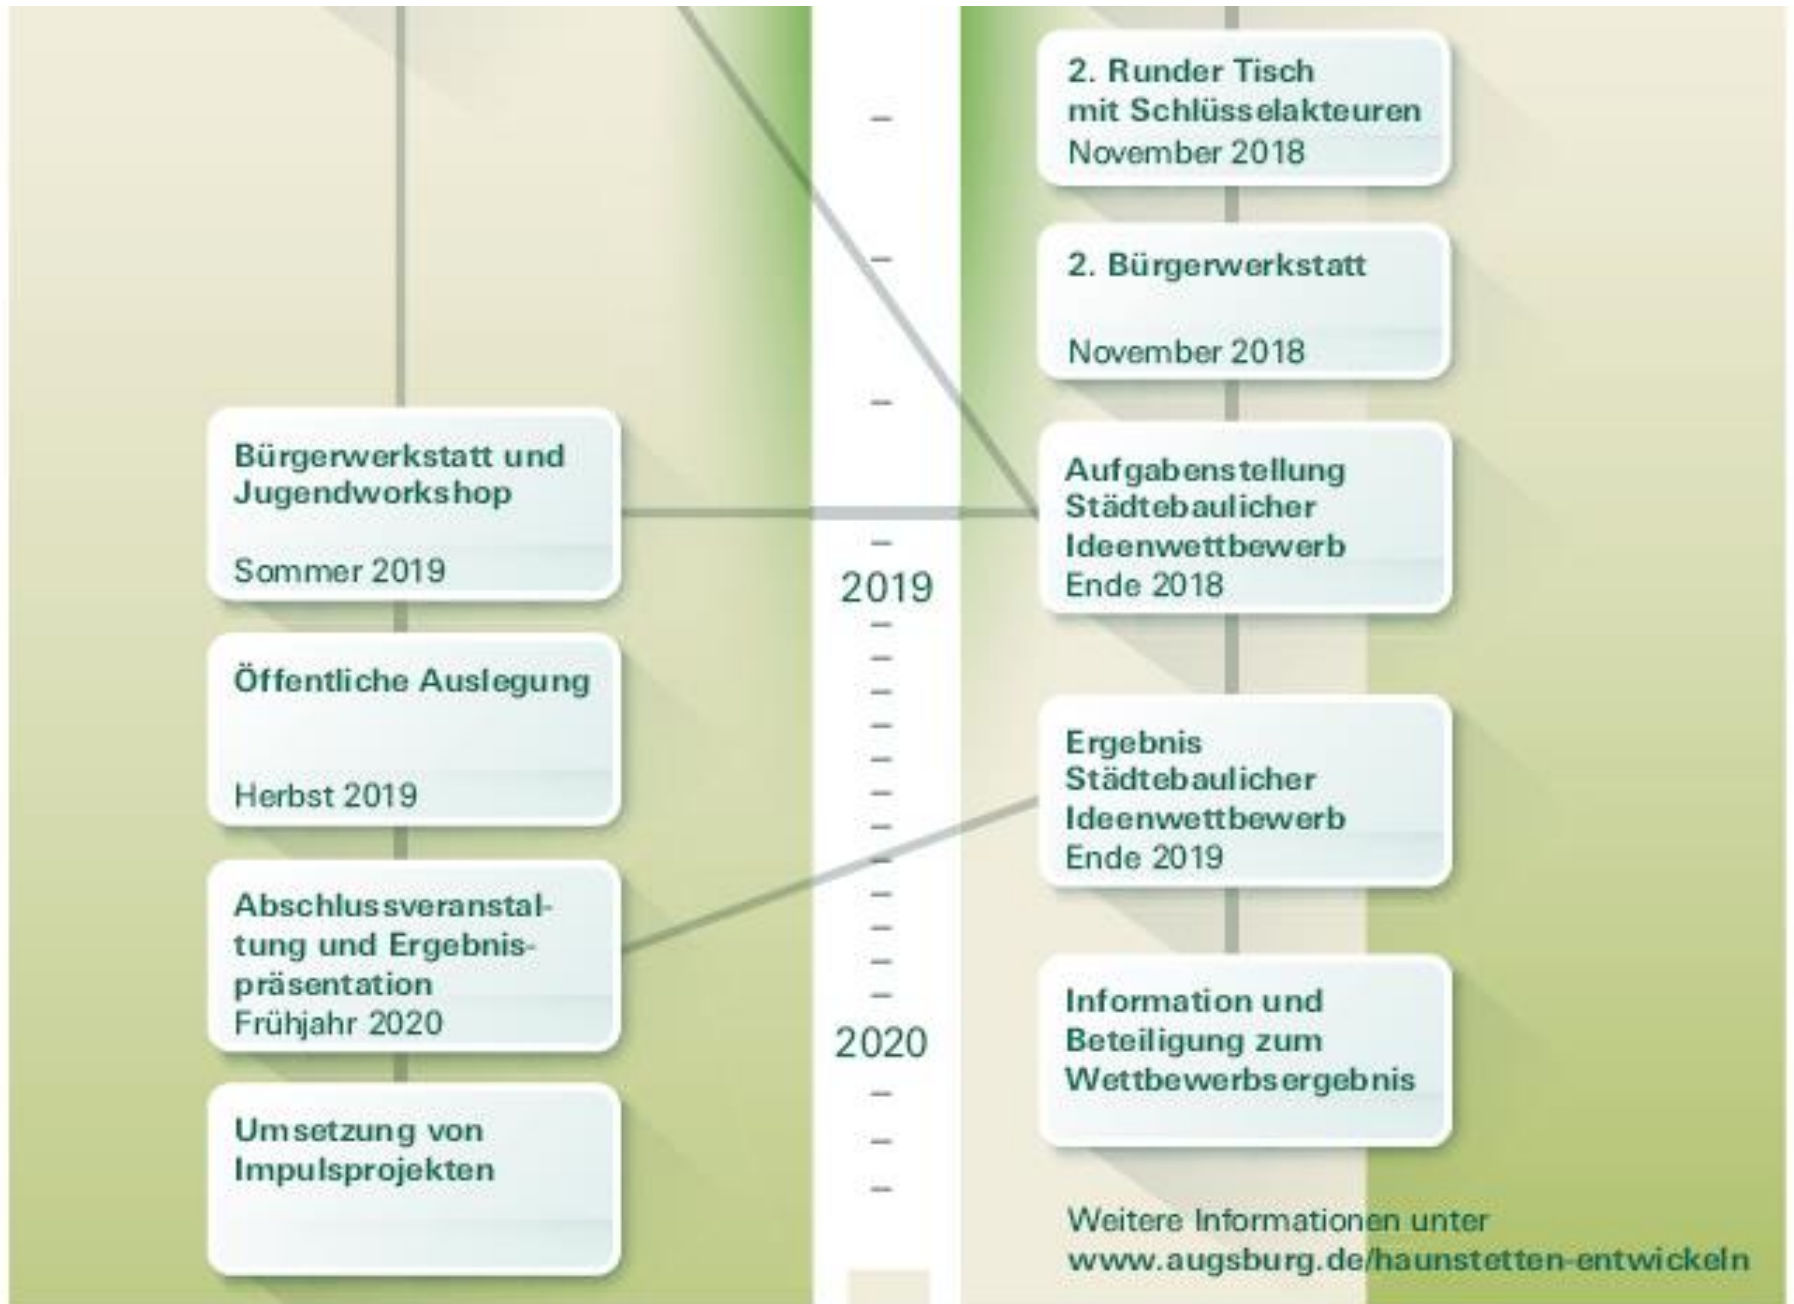 2. Runder Tisch
mit Schlüsselakteuren
November 2018
2. Bürgerwerkstatt
November 2018
Bürgerwerkstatt und
Jugendworkshop
Sommer 2019
Aufgabenstellung
Städtebaulicher
Ideenwettbewerb
Ende 2018
2019
Öffentliche Auslegung
Herbst 2019
Ergebnis
Städtebaulicher
Ideenwettbewerb
Ende 2019
Abschlussveranstal-
tung und Ergebnis-
präsentation
Frühjahr 2020
2020
Information und
Beteiligung zum
Wettbewerbsergebnis
Umsetzung von
Impulsprojekten
Weitere Informationen unter
www.augsburg.de/haunstetten-entwickeln